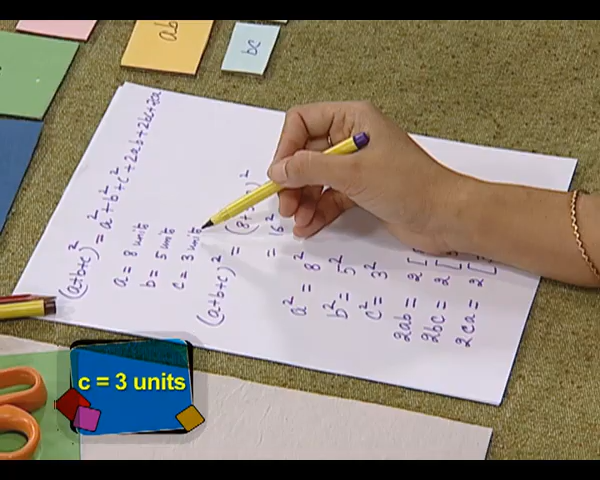 ab
bc
(a+b+c)² = a²+b²+c²+2ab+2bc+2ca
a = 8 units
b = 5 units
c = 3 units
(a+b+c)² = (8+ )²
= 16²
a² = 8²
b² = 5²
c² = 3²
2ab = 2 [
2bc = 2 [
2ca = 2 [
c = 3 units